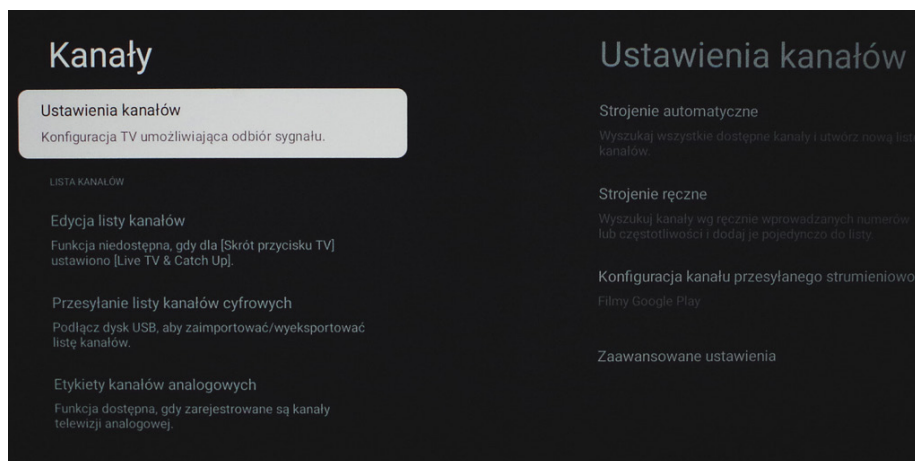 Kanały
Ustawienia kanałów
Konfiguracja TV umożliwiająca odbiór sygnału.
LISTA KANAŁÓW
Edycja listy kanałów
Funkcja niedostępna, gdy dla [Skrót przycisku TV]
ustawiono [Live TV & Catch Up].
Przesyłanie listy kanałów cyfrowych
Podłącz dysk USB, aby zaimportować/wyeksportować
listę kanałów.
Etykiety kanałów analogowych
Funkcja dostępna, gdy zarejestrowane są kanały
telewizji analogowej.
Ustawienia kanałów
Strojenie automatyczne
Wyszukaj wszystkie dostępne kanały i utwórz nową listę
kanałów.
Strojenie ręczne
Wyszukuj kanały wg ręcznie wprowadzanych numerów
lub częstotliwości i dodaj je pojedynczo do listy.
Konfiguracja kanału przesyłanego strumieniowo
Filmy Google Play
Zaawansowane ustawienia